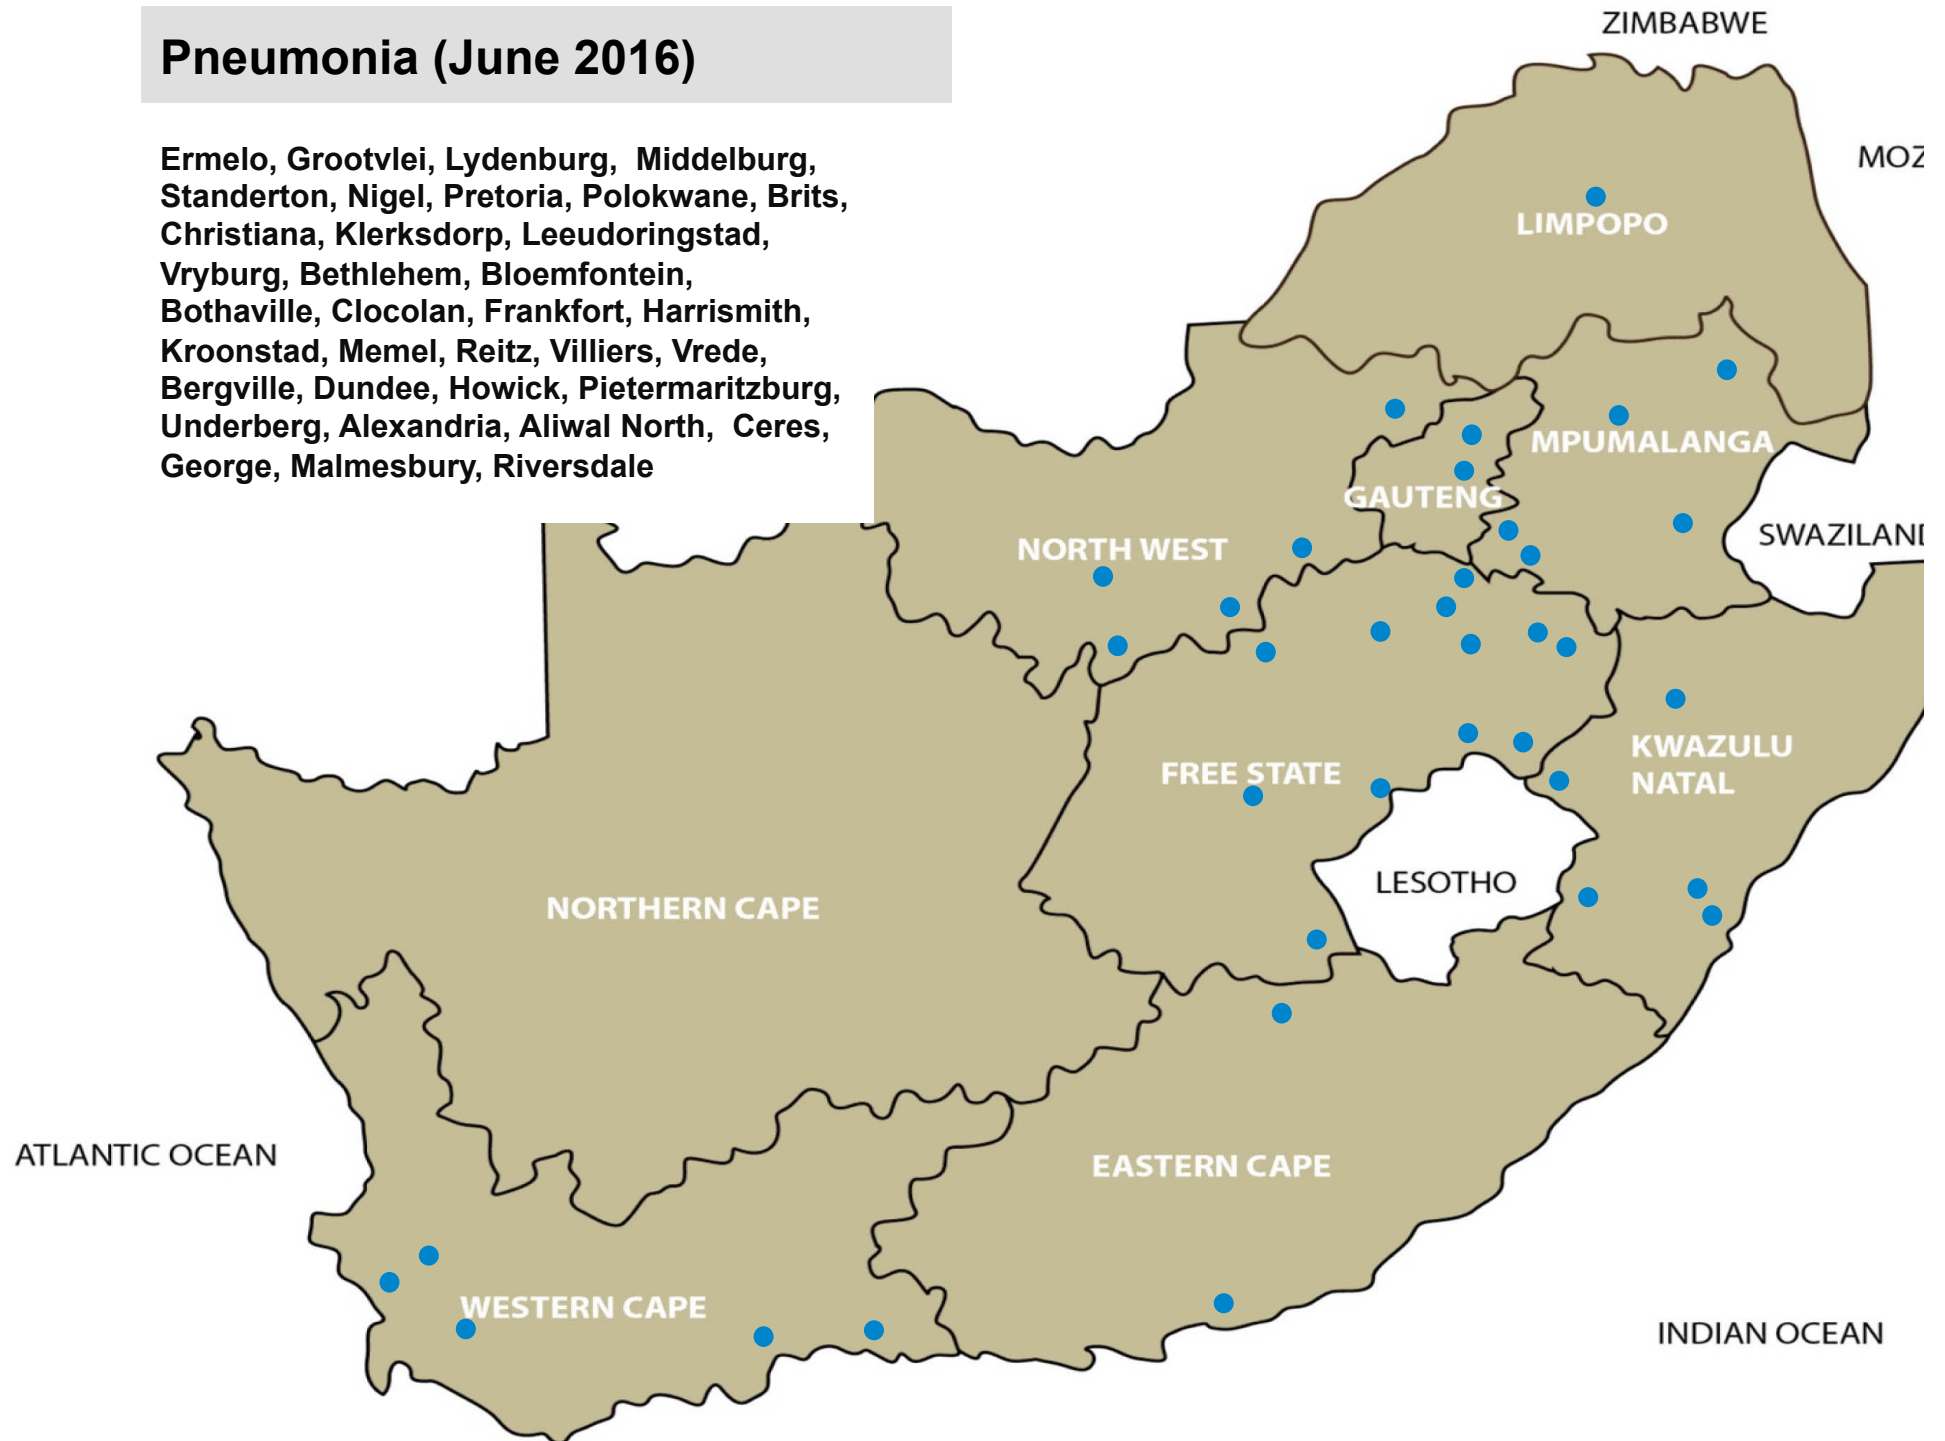 Pneumonia (June 2016)
Ermelo, Grootvlei, Lydenburg,  Middelburg,
Standerton, Nigel, Pretoria, Polokwane, Brits,
Christiana, Klerksdorp, Leeudoringstad,
Vryburg, Bethlehem, Bloemfontein,
Bothaville, Clocolan, Frankfort, Harrismith,
Kroonstad, Memel, Reitz, Villiers, Vrede,
Bergville, Dundee, Howick, Pietermaritzburg,
Underberg, Alexandria, Aliwal North,  Ceres,
George, Malmesbury, Riversdale
ZIMBABWE
MOZ
LIMPOPO
MPUMALANGA
GAUTENG
SWAZILAND
NORTH WEST
KWAZULU
NATAL
FREE STATE
LESOTHO
NORTHERN CAPE
ATLANTIC OCEAN
EASTERN CAPE
WESTERN CAPE
INDIAN OCEAN